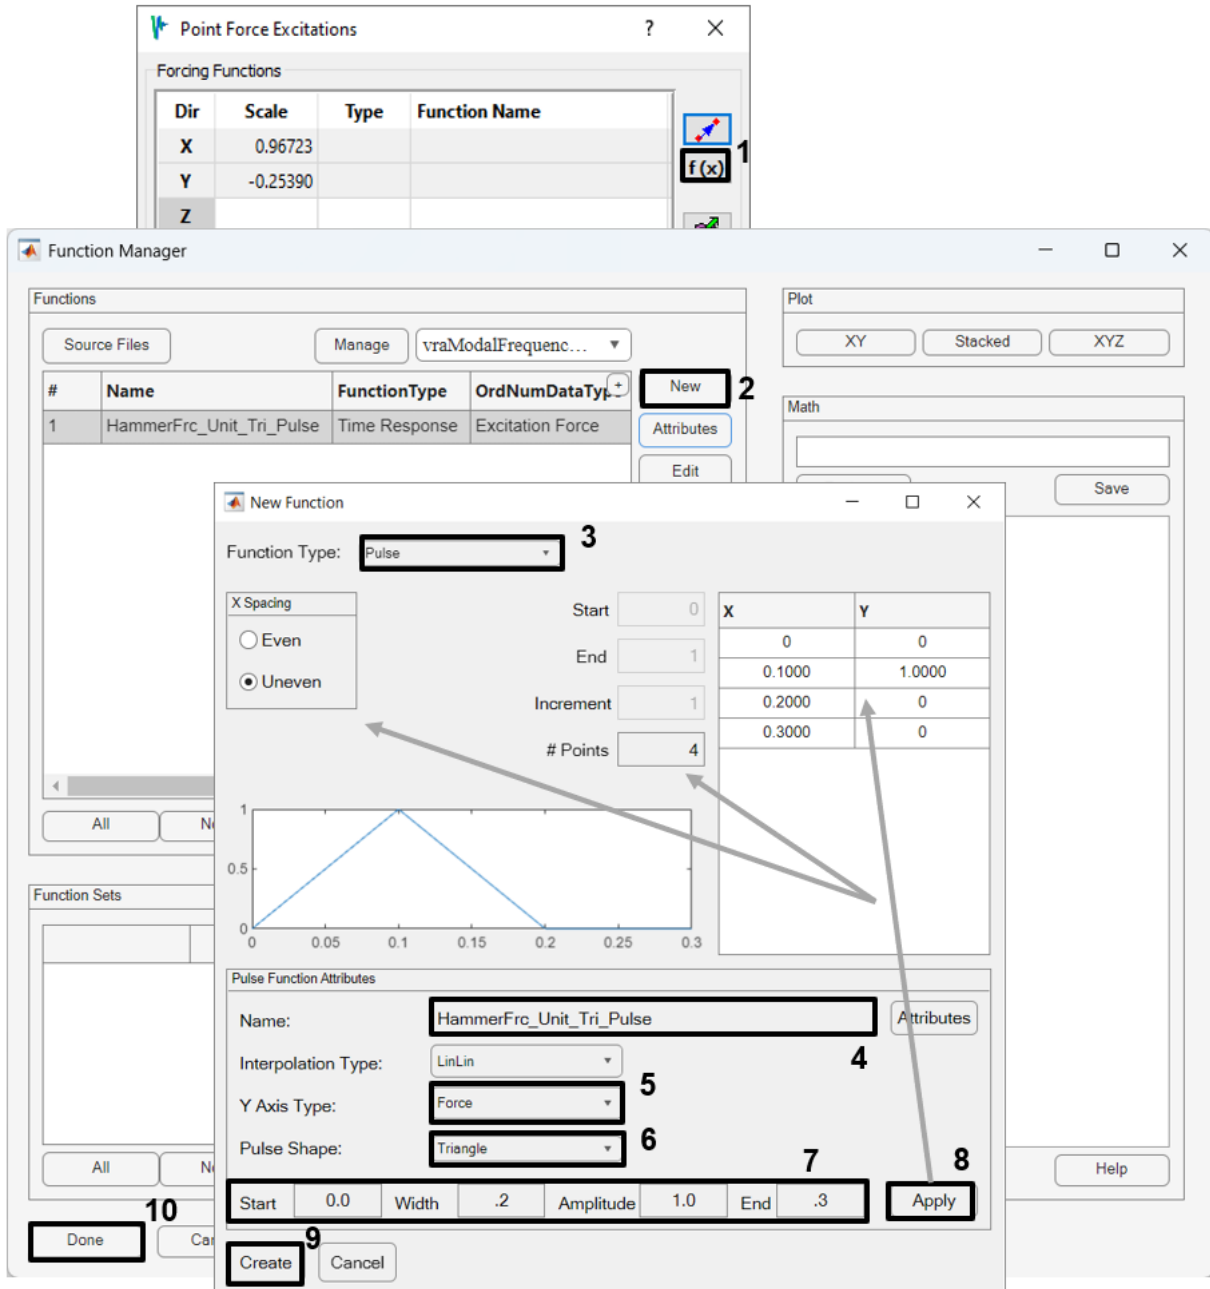 Point Force Excitations ? ×
Forcing Functions
Dir Scale Type Function Name
X 0.96723
1
f (x)
Y -0.25390
Z
Function Manager
Functions
Plot
Source Files Manage vraModalFrequenc...
XY Stacked XYZ
# Name FunctionType OrdNumDataType +
New 2
Math
1 HammerFrc_Unit_Tri_Pulse Time Response Excitation Force
Attributes
Edit
Save
New Function
Function Type: Pulse 3
X Spacing
Even
Uneven
Start 0
End 1
Increment 1
# Points 4
X Y
0 0
0.1000 1.0000
0.2000 0
0.3000 0
All
1
0.5
0
0 0.05 0.1 0.15 0.2 0.25 0.3
Function Sets
Pulse Function Attributes
Name: HammerFrc_Unit_Tri_Pulse Attributes
4
Interpolation Type: LinLin
Y Axis Type: Force 5
Pulse Shape: Triangle 6
7 8
Start 0.0 Width .2 Amplitude 1.0 End .3 Apply
All
Help
10
Done
9
Create Cancel